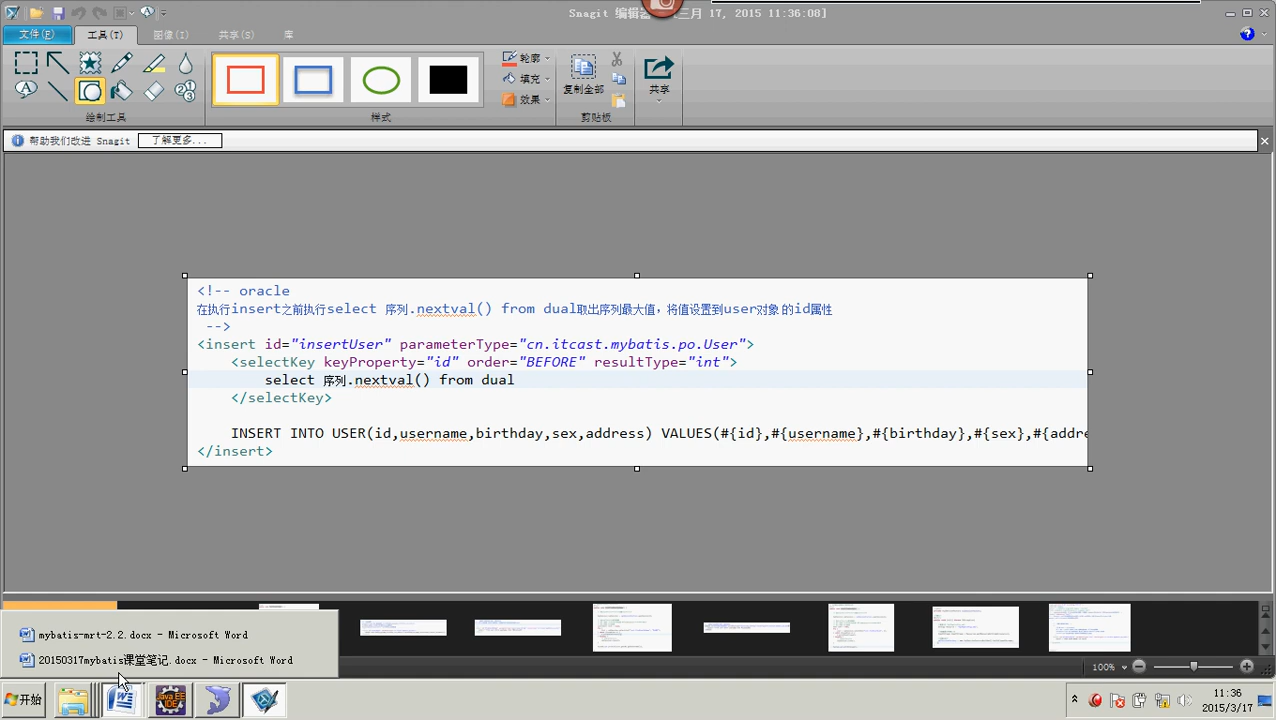 Snagit 编辑器
三月 17, 2015 11:36:08]
文件(F) 工具(T) 图像(I) 共享(S) 库
轮廓
填充
效果
复制全部
共享
绘制工具 样式 剪贴板
帮助我们改进 Snagit 了解更多...
<!-- oracle
在执行insert之前执行select 序列.nextval() from dual取出序列最大值，将值设置到user对象的id属性
-->
<insert id="insertUser" parameterType="cn.itcast.mybatis.po.User">
<selectKey keyProperty="id" order="BEFORE" resultType="int">
select 序列.nextval() from dual
</selectKey>
INSERT INTO USER(id,username,birthday,sex,address) VALUES(#{id},#{username},#{birthday},#{sex},#{addre
</insert>
mybatis-mxt-2.2.docx - Microsoft Word
20150317mybatis课堂笔记.docx - Microsoft Word
100%
开始
Java EE IDE
11:36
2015/3/17